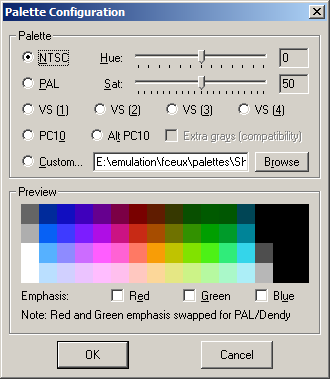 Palette Configuration
Palette
NTSC Hue: 0
PAL Sat: 50
VS (1) VS (2) VS (3) VS (4)
PC10 Alt PC10 Extra grays (compatibility)
Custom... E:\emulation\fceux\palettes\Sh Browse
Preview
Emphasis: Red Green Blue
Note: Red and Green emphasis swapped for PAL/Dendy
OK Cancel